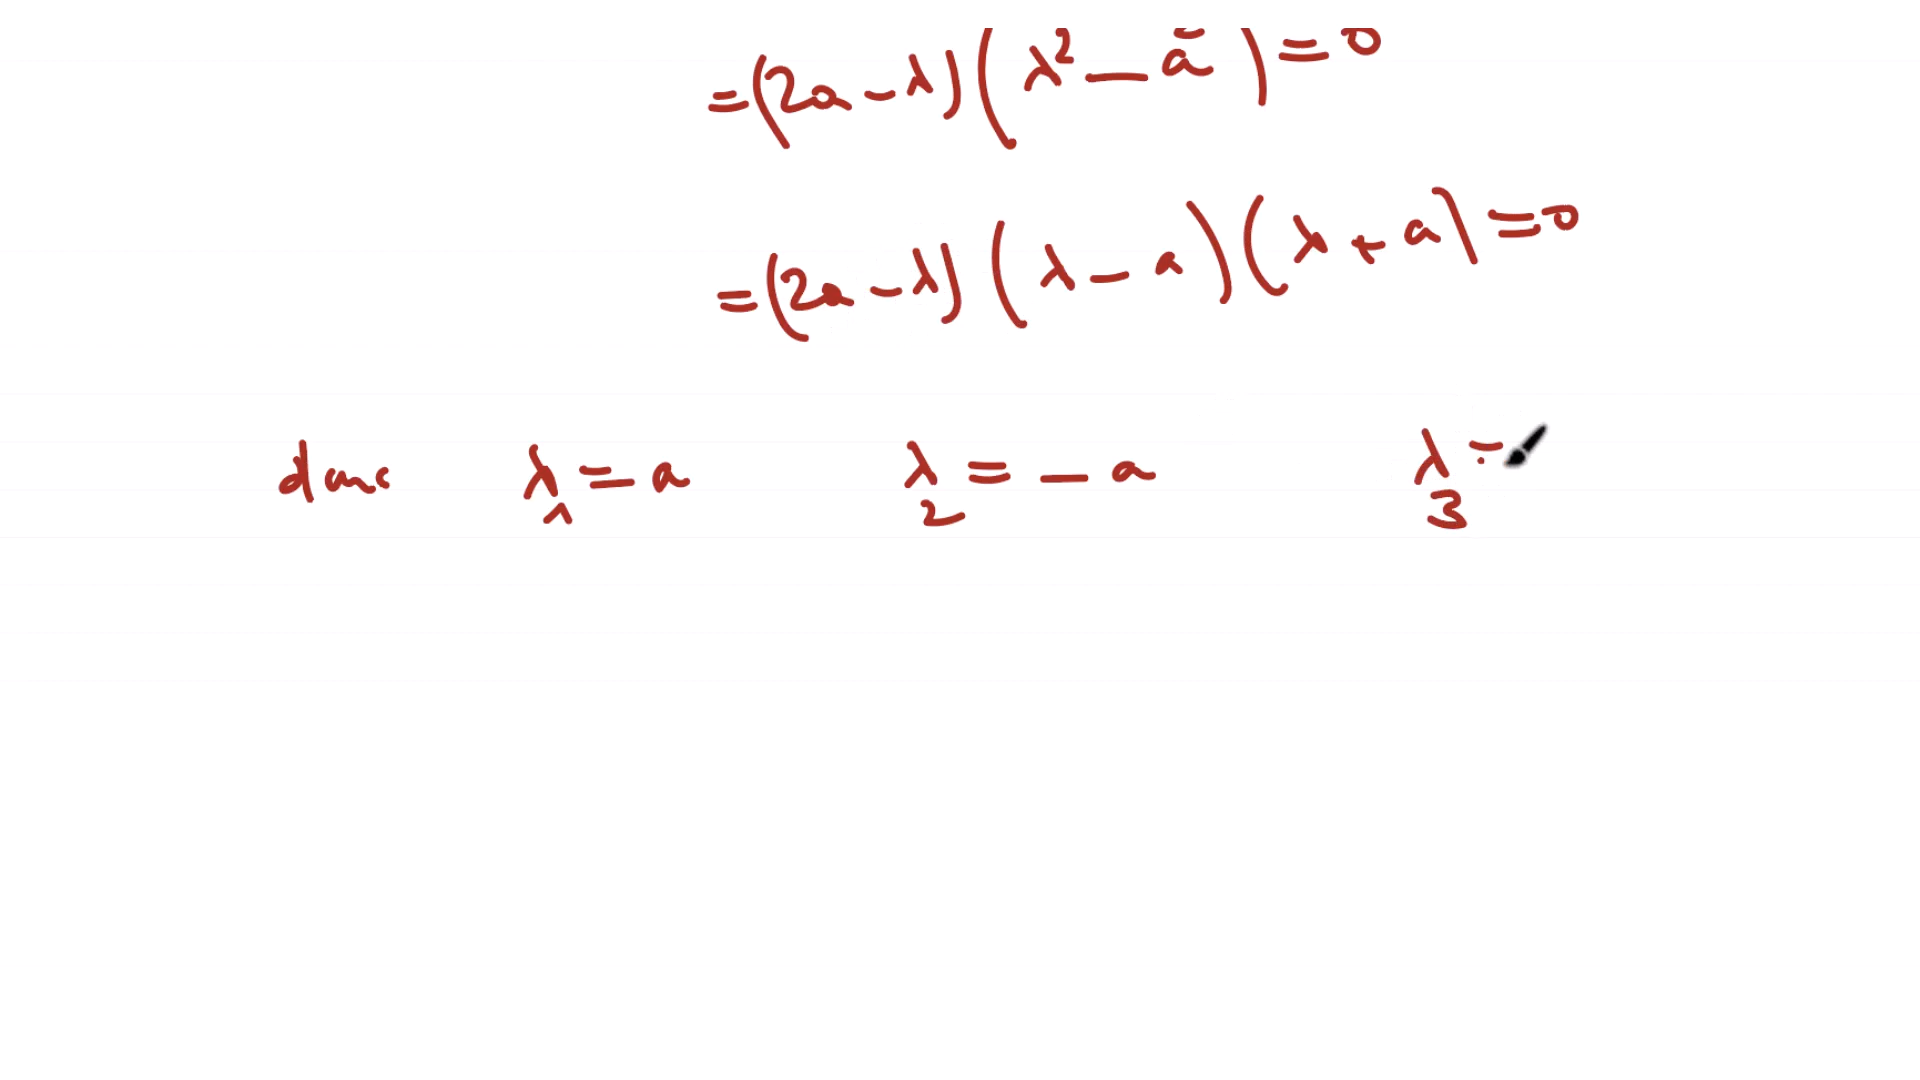 =(2a-λ)(λ²-a²)=0
=(2a-λ)(λ-a)(λ+a)=0
donc λ₁=a λ₂=-a λ₃=